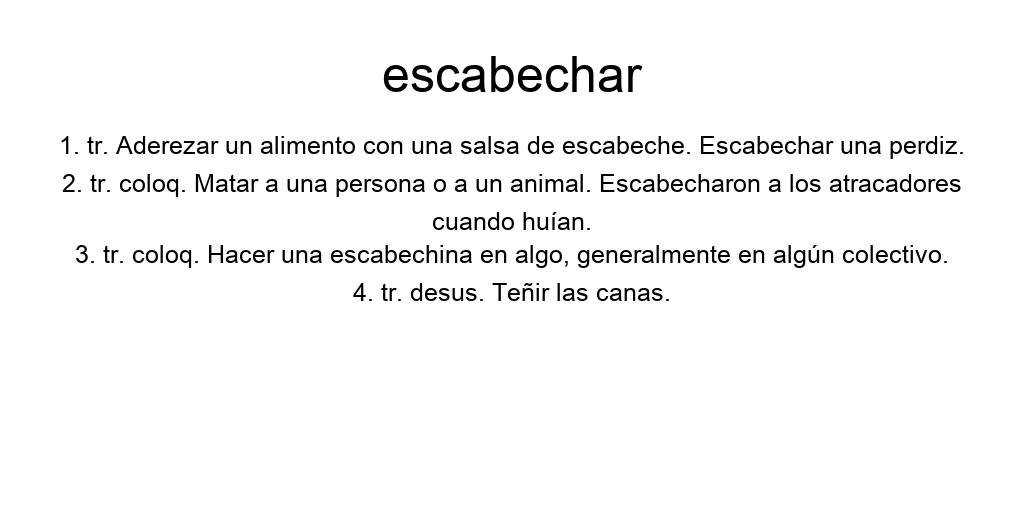 escabechar
1. tr. Aderezar un alimento con una salsa de escabeche. Escabechar una perdiz.
2. tr. coloq. Matar a una persona o a un animal. Escabecharon a los atracadores
cuando huían.
3. tr. coloq. Hacer una escabechina en algo, generalmente en algún colectivo.
4. tr. desus. Teñir las canas.